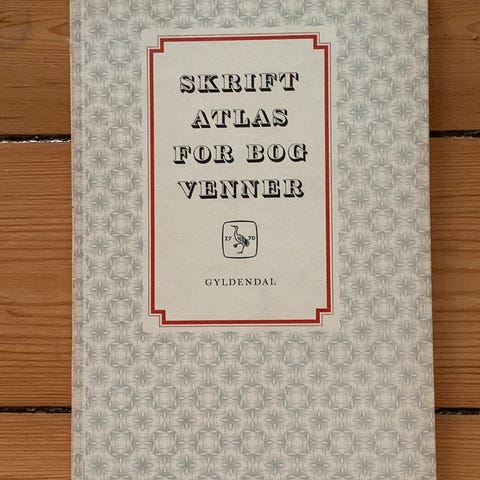 SKRIFT
ATLAS
FOR BOG
VENNER
17 70
GYLDENDAL